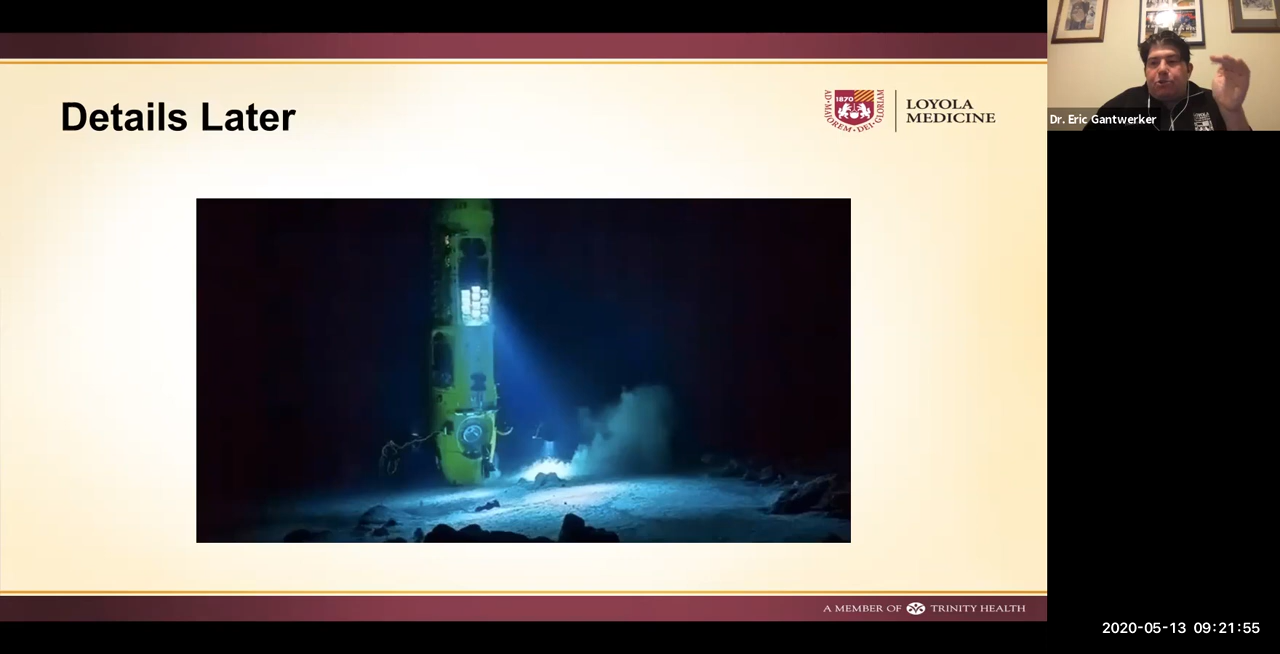 Details Later
1870
AD•MAJOREM•DEI•GLORIAM
LOYOLA
MEDICINE
Dr. Eric Gantwerker
A MEMBER OF TRINITY HEALTH
2020-05-13 09:21:55